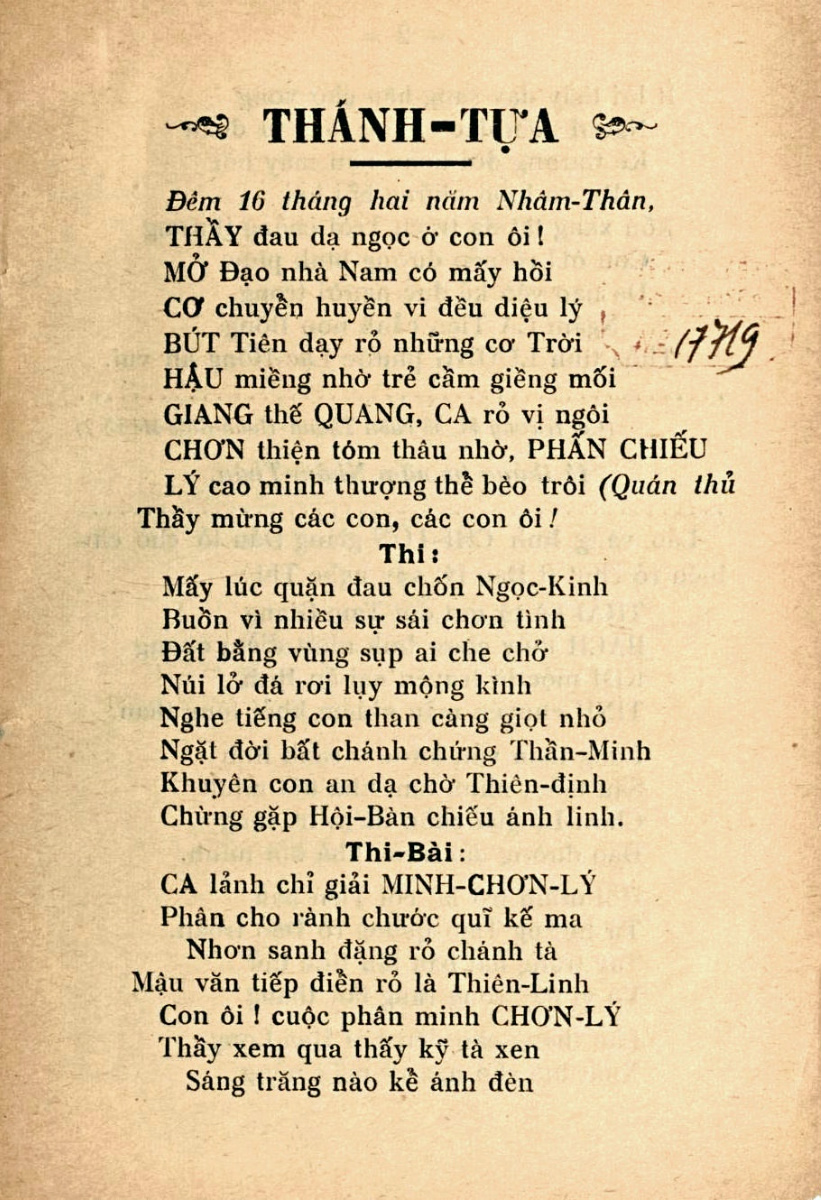 THÁNH-TỰA
Đêm 16 tháng hai năm Nhâm-Thân,
THẦY đau dạ ngọc ở con ôi !
MỞ Đạo nhà Nam có mấy hồi
CƠ chuyển huyền vi đều diệu lý
BÚT Tiên dạy rỏ những cơ Trời
17719
HẬU miềng nhờ trẻ cầm giềng mối
GIANG thế QUANG, CA rỏ vị ngôi
CHƠN thiện tóm thâu nhờ, PHẤN CHIẾU
LÝ cao minh thượng thề bèo trôi (Quán thủ
Thầy mừng các con, các con ôi !
Thi :
Mấy lúc quặn đau chốn Ngọc-Kinh
Buồn vì nhiều sự sái chơn tình
Đất bằng vùng sụp ai che chở
Núi lở đá rơi lụy mộng kình
Nghe tiếng con than càng giọt nhỏ
Ngặt đời bất chánh chứng Thần-Minh
Khuyên con an dạ chờ Thiên-định
Chừng gặp Hội-Bàn chiếu ánh linh.
Thi-Bài :
CA lảnh chỉ giải MINH-CHƠN-LÝ
Phân cho rành chước quĩ kế ma
Nhơn sanh đặng rỏ chánh tà
Mậu văn tiếp điển rỏ là Thiên-Linh
Con ôi ! cuộc phân minh CHƠN-LÝ
Thầy xem qua thấy kỹ tà xen
Sáng trăng nào kề ánh đèn